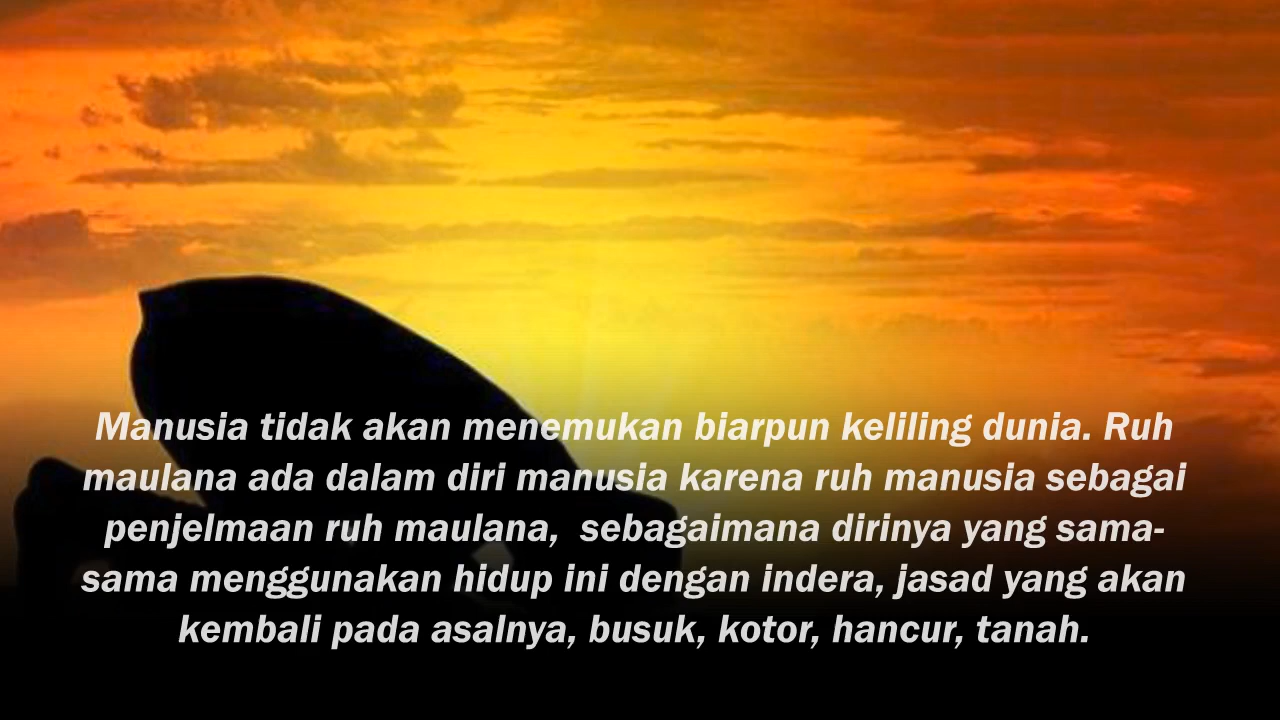 Manusia tidak akan menemukan biarpun keliling dunia. Ruh
maulana ada dalam diri manusia karena ruh manusia sebagai
penjelmaan ruh maulana,  sebagaimana dirinya yang sama-
sama menggunakan hidup ini dengan indera, jasad yang akan
kembali pada asalnya, busuk, kotor, hancur, tanah.